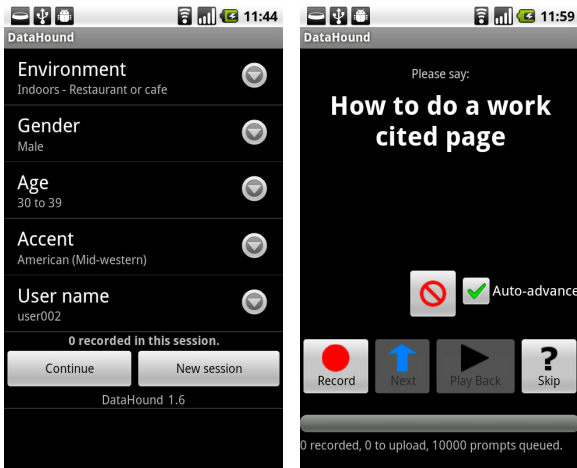 11:44
DataHound
Environment
Indoors - Restaurant or cafe
Gender
Male
Age
30 to 39
Accent
American (Mid-western)
User name
user002
0 recorded in this session.
Continue New session
DataHound 1.6
11:59
DataHound
Please say:
How to do a work
cited page
Auto-advance
Record Next Play Back ? Skip
0 recorded, 0 to upload, 10000 prompts queued.